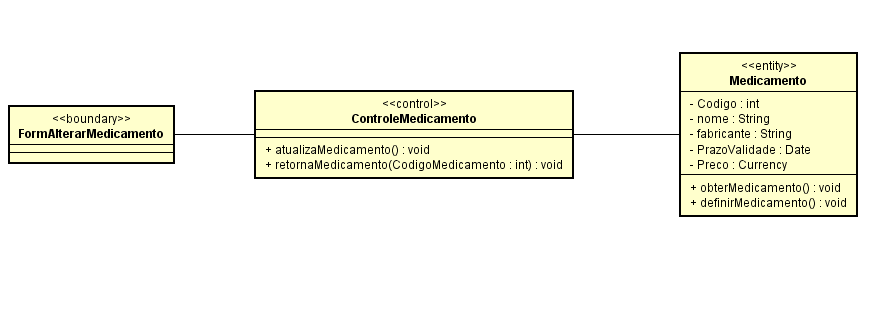 <<boundary>>
FormAlterarMedicamento
<<control>>
ControleMedicamento
+ atualizaMedicamento() : void
+ retornaMedicamento(CodigoMedicamento : int) : void
<<entity>>
Medicamento
- Codigo : int
- nome : String
- fabricante : String
- PrazoValidade : Date
- Preco : Currency
+ obterMedicamento() : void
+ definirMedicamento() : void